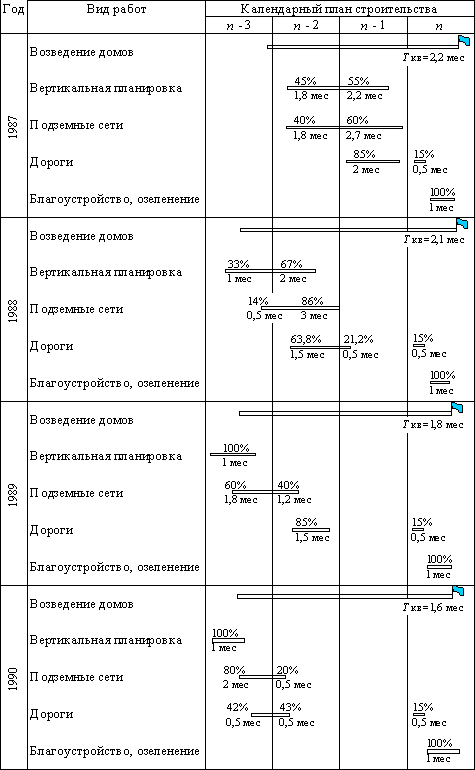 Год Вид работ Календарный план строительства
n - 3 n - 2 n - 1 n
1987
Возведение домов
Tкв=2,2 мес
45% 55%
Вертикальная планировка
1,8 мес 2,2 мес
40% 60%
Подземные сети
1,8 мес 2,7 мес
85% 15%
Дороги
2 мес 0,5 мес
100%
Благоустройство, озеленение
1 мес
1988
Возведение домов
Tкв=2,1 мес
33% 67%
Вертикальная планировка
1 мес 2 мес
14% 86%
Подземные сети
0,5 мес 3 мес
63,8% 21,2% 15%
Дороги
1,5 мес 0,5 мес 0,5 мес
100%
Благоустройство, озеленение
1 мес
1989
Возведение домов
Tкв=1,8 мес
100%
Вертикальная планировка
1 мес
60% 40%
Подземные сети
1,8 мес 1,2 мес
85% 15%
Дороги
1,5 мес 0,5 мес
100%
Благоустройство, озеленение
1 мес
1990
Возведение домов
Tкв=1,6 мес
100%
Вертикальная планировка
1 мес
80% 20%
Подземные сети
2 мес 0,5 мес
42% 43% 15%
Дороги
0,5 мес 0,5 мес 0,5 мес
100%
Благоустройство, озеленение
1 мес